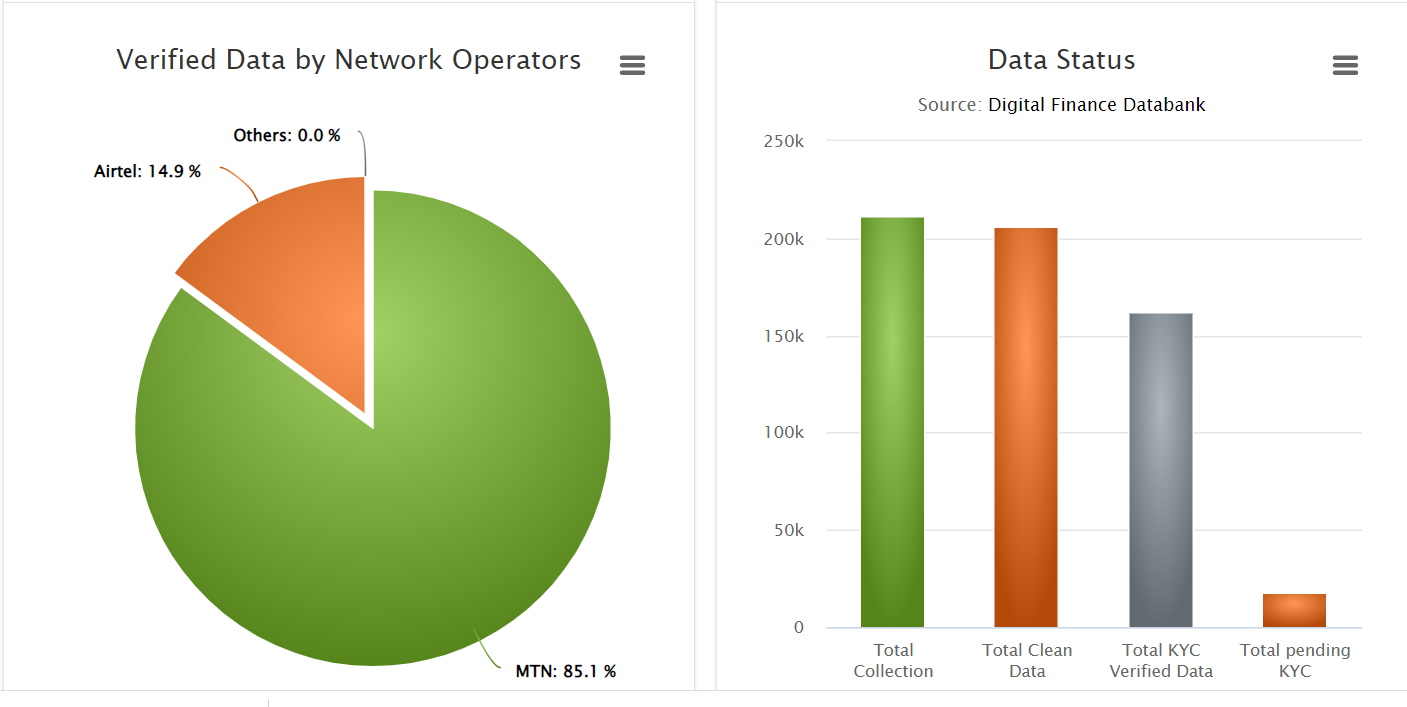 Verified Data by Network Operators
Others: 0.0 %
Airtel: 14.9 %
MTN: 85.1 %
Data Status
Source: Digital Finance Databank
250k
200k
150k
100k
50k
0
Total Collection
Total Clean Data
Total KYC Verified Data
Total pending KYC